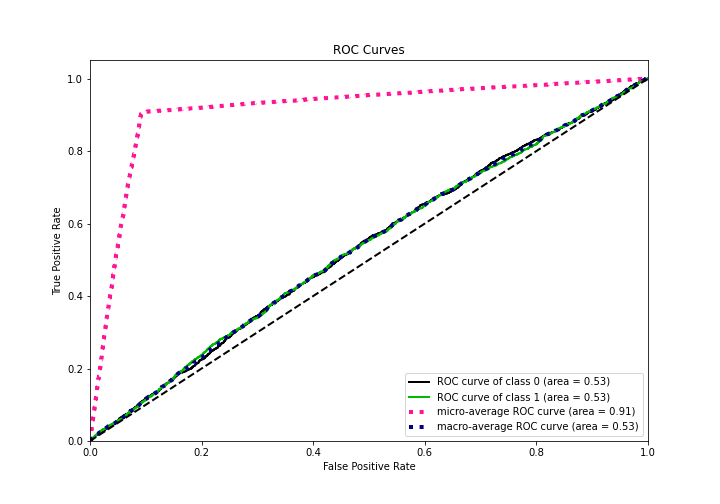 ROC Curves
True Positive Rate
1.0
0.8
0.6
0.4
0.2
0.0
0.0 0.2 0.4 0.6 0.8 1.0
False Positive Rate
ROC curve of class 0 (area = 0.53)
ROC curve of class 1 (area = 0.53)
micro-average ROC curve (area = 0.91)
macro-average ROC curve (area = 0.53)